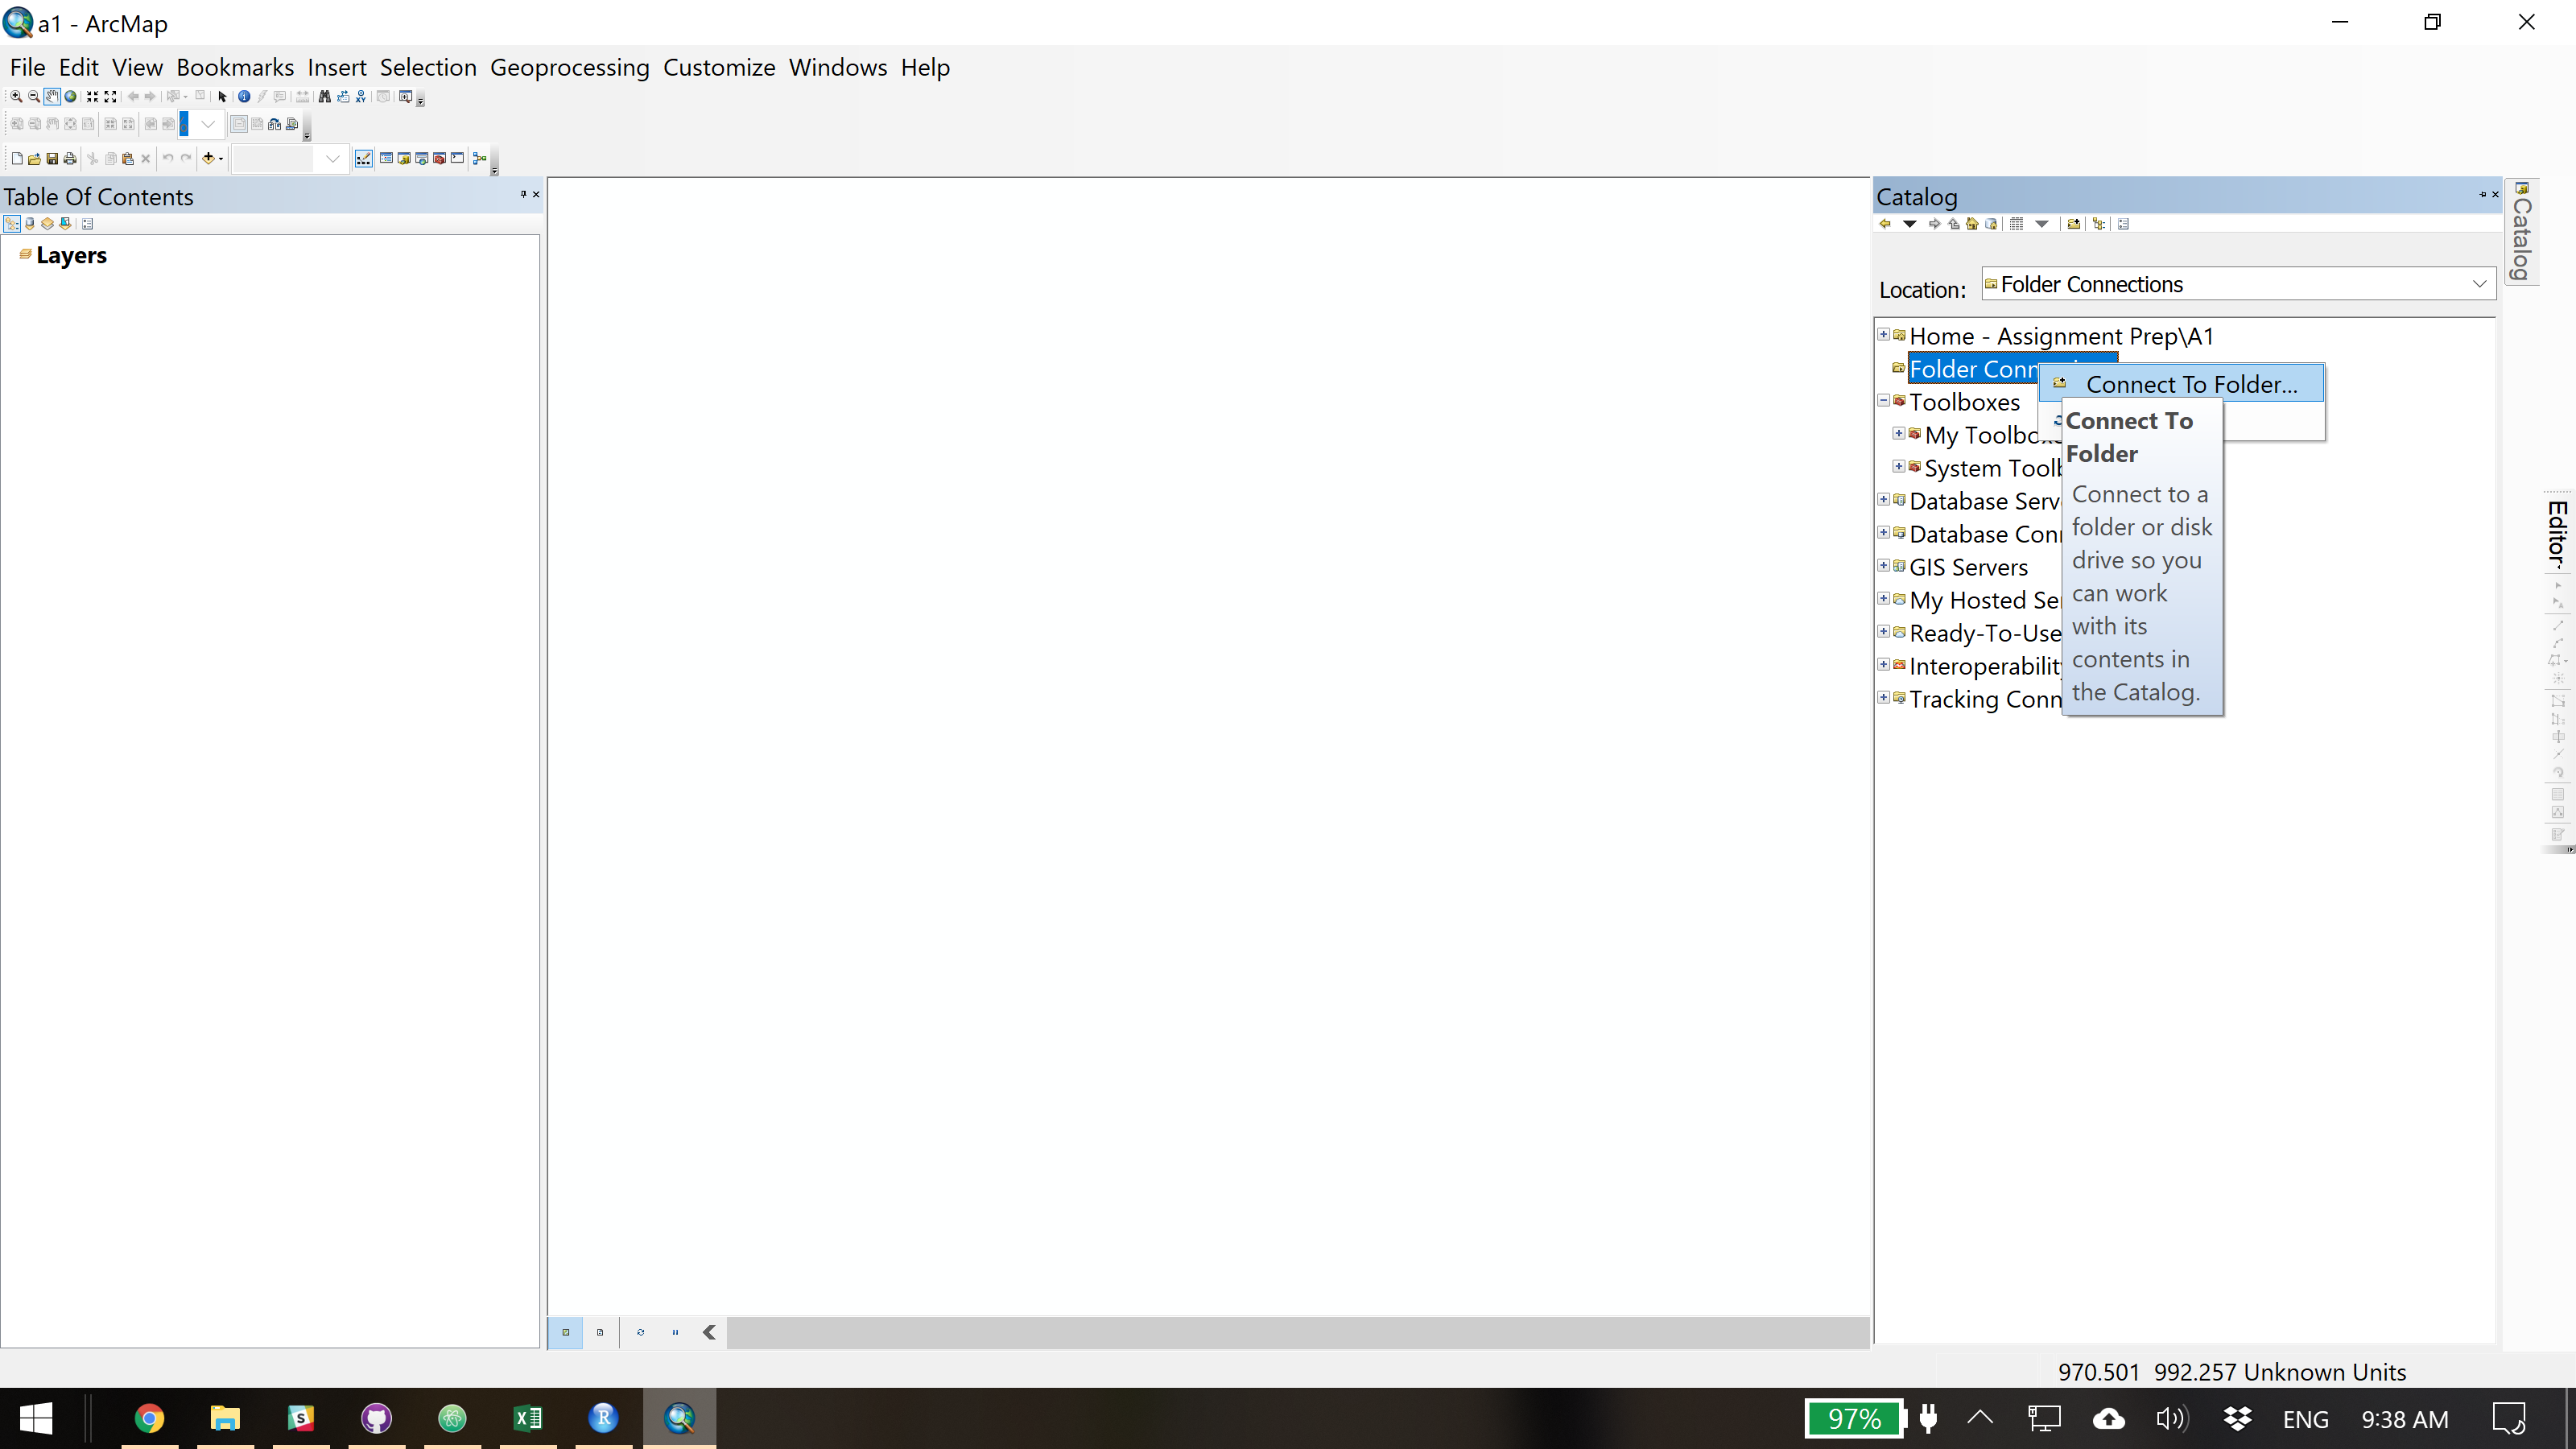 a1 - ArcMap
File Edit View Bookmarks Insert Selection Geoprocessing Customize Windows Help
Table Of Contents
Layers
Catalog
Catalog
Location: Folder Connections
Home - Assignment Prep\A1
Folder Conn
Connect To Folder...
Toolboxes
Connect To
Folder
My Toolbox
System Tool
Connect to a
folder or disk
drive so you
can work
with its
contents in
the Catalog.
Database Serv
Database Con
GIS Servers
My Hosted Se
Ready-To-Use
Interoperability
Tracking Conn
Editor
970.501 992.257 Unknown Units
97%
ENG
9:38 AM